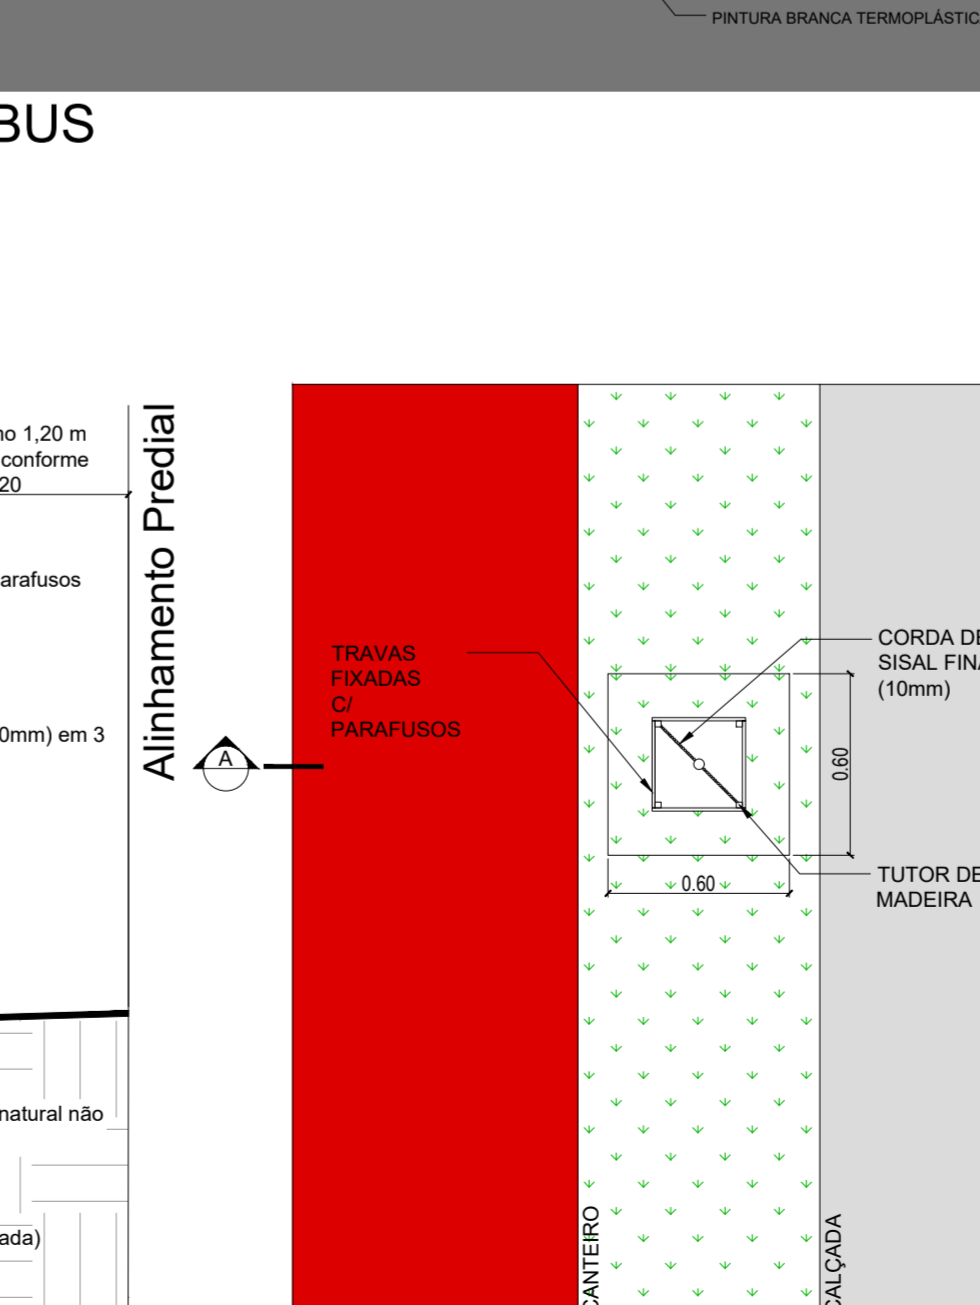 PINTURA BRANCA TERMOPLÁSTIC
BUS
no 1,20 m
conforme
20
arafusos
0mm) em 3
Alinhamento Predial
A
TRAVAS
FIXADAS
C/
PARAFUSOS
CORDA DE
SISAL FINA
(10mm)
0.60
0.60
TUTOR DE
MADEIRA
natural não
ada)
CANTEIRO
CALÇADA